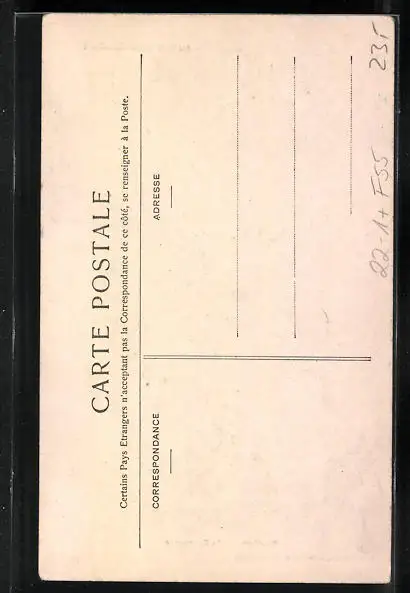 CARTE POSTALE
Certains Pays Etrangers n'acceptant pas la Correspondance de ce côté, se renseigner à la Poste.
CORRESPONDANCE
ADRESSE
22-1+ F55
235